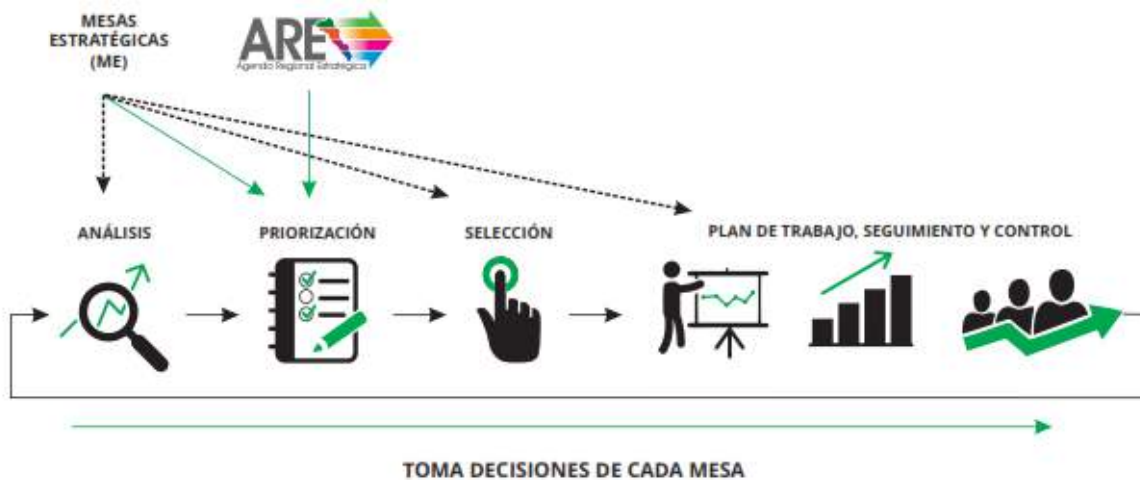 MESAS
ESTRATÉGICAS
(ME)
ARE
Agenda Regional Estratégica
ANÁLISIS
PRIORIZACIÓN
SELECCIÓN
PLAN DE TRABAJO, SEGUIMIENTO Y CONTROL
TOMA DECISIONES DE CADA MESA